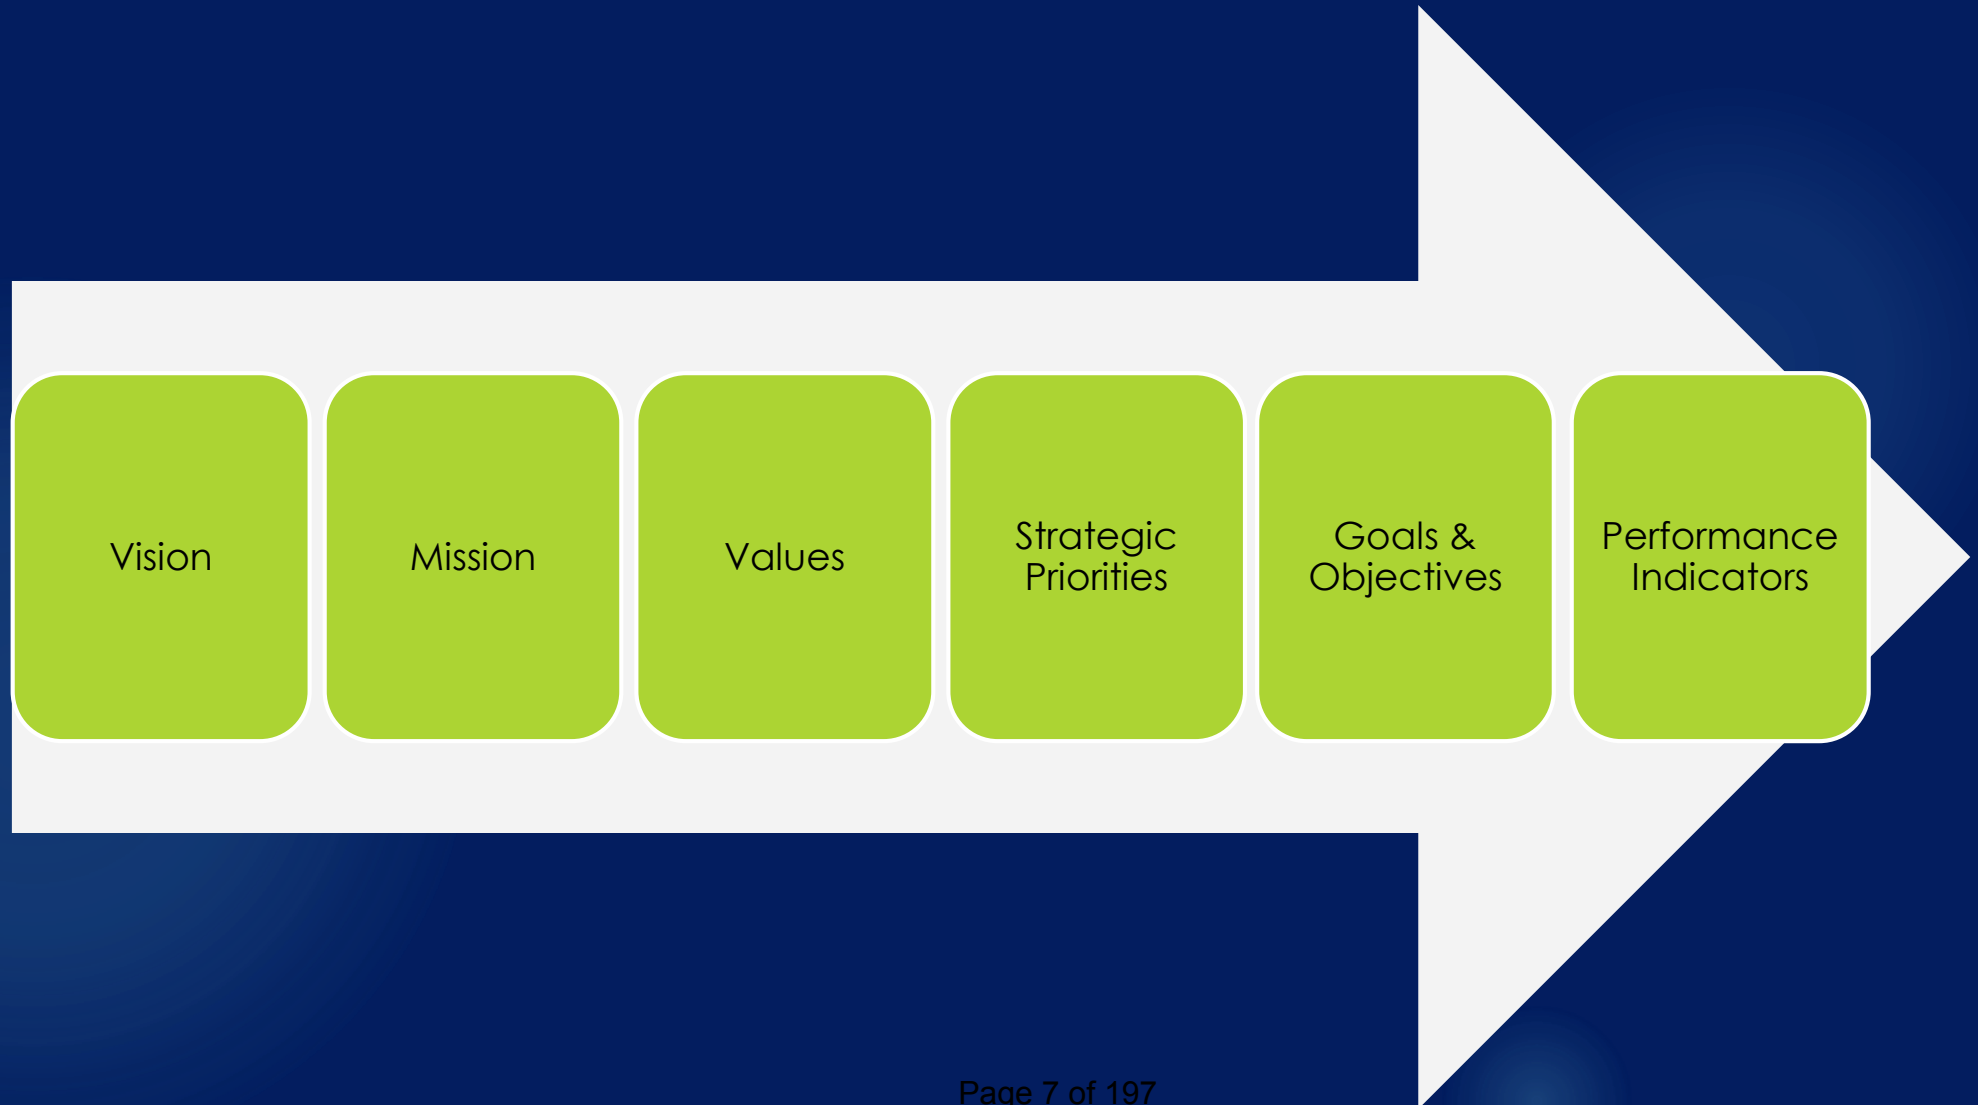 Vision
Mission
Values
Strategic
Priorities
Goals &
Objectives
Performance
Indicators
Page 7 of 197